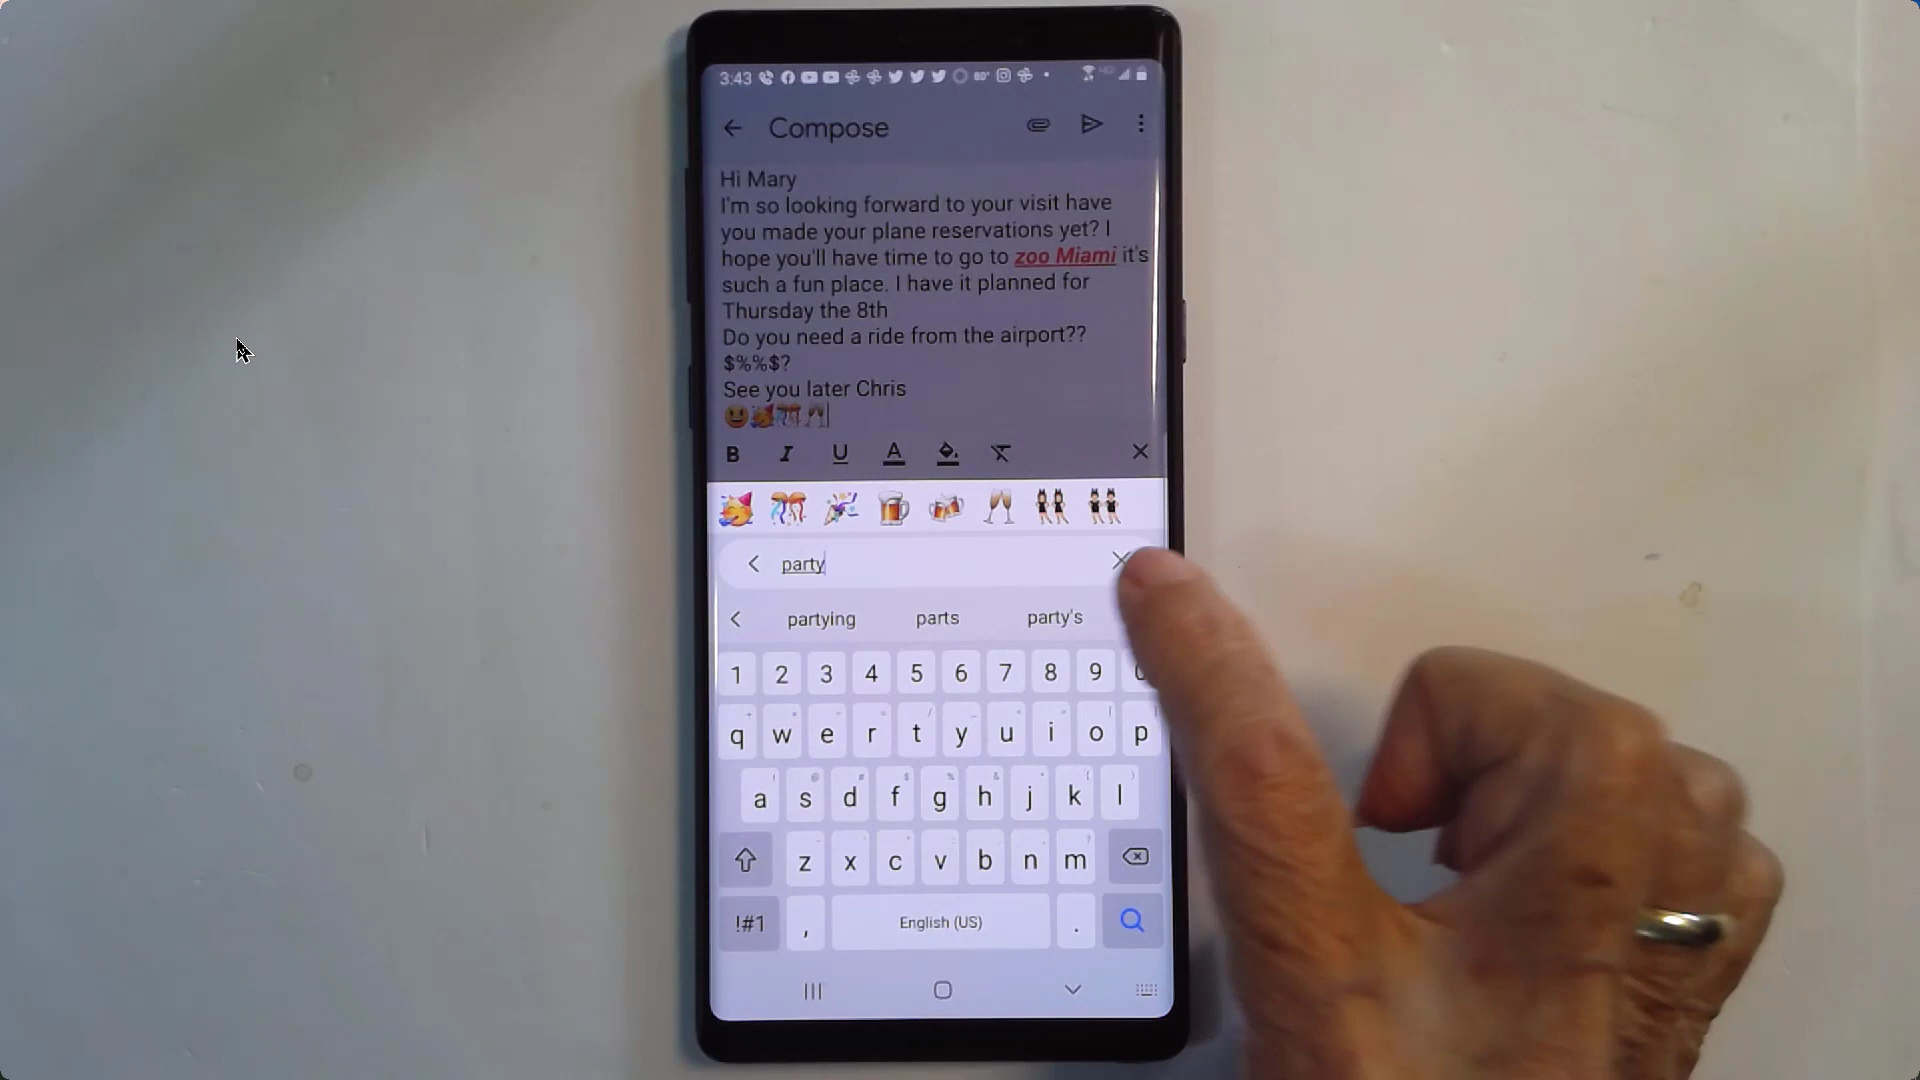 3:43 80°
Compose
Hi Mary
I'm so looking forward to your visit have
you made your plane reservations yet? I
hope you'll have time to go to zoo Miami it's
such a fun place. I have it planned for
Thursday the 8th
Do you need a ride from the airport??
$%%$?
See you later Chris
😃🥳🎊🥂
B I U A
party
partying parts party's
1 2 3 4 5 6 7 8 9 0
q w e r t y u i o p
a s d f g h j k l
z x c v b n m
!#1 , English (US) .